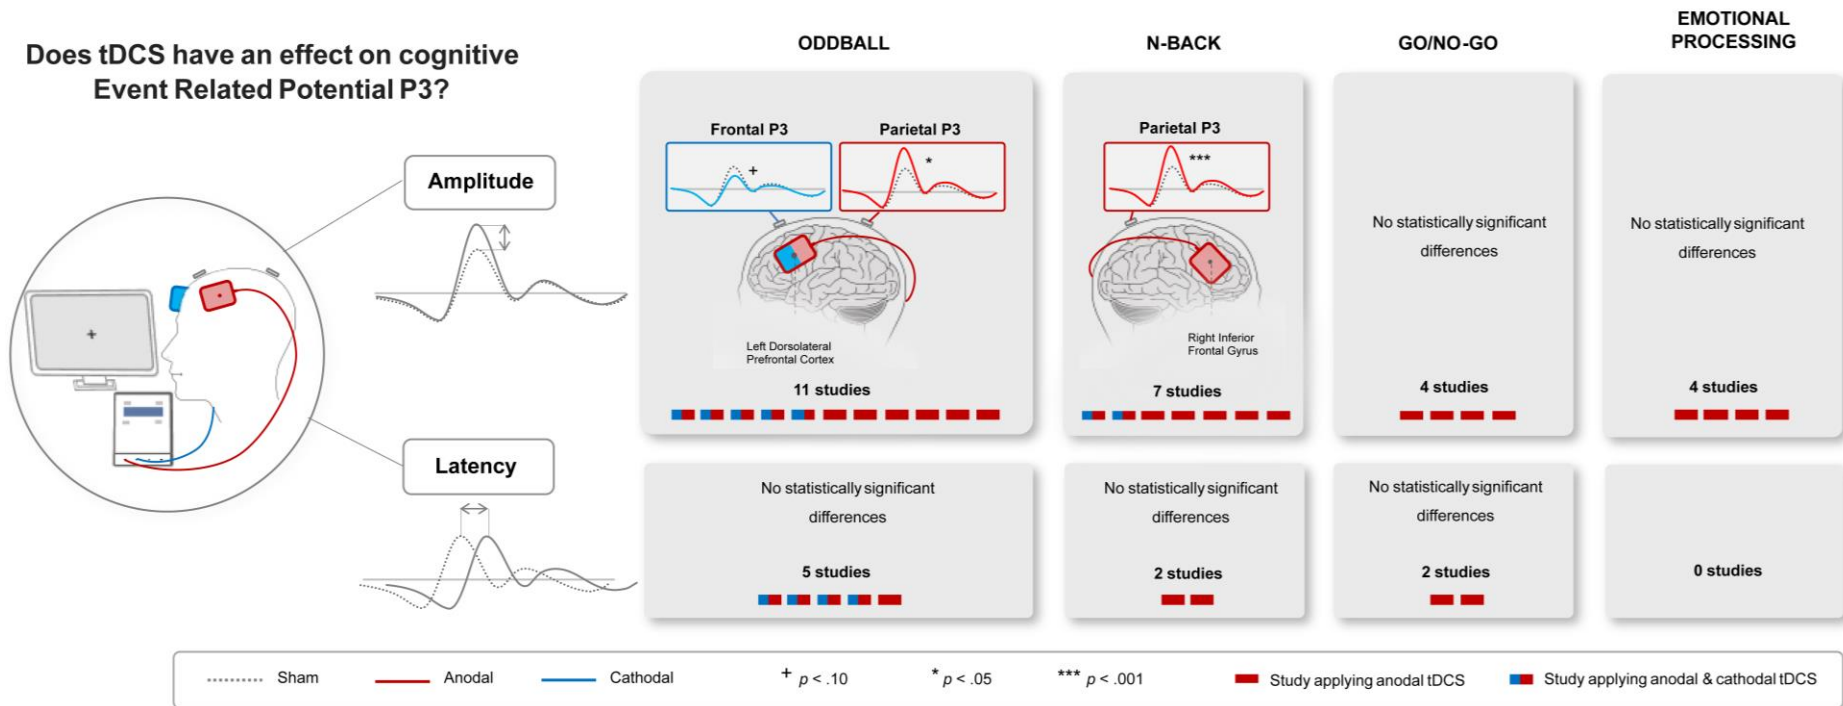 Does tDCS have an effect on cognitive
Event Related Potential P3?
Amplitude
Latency
ODDBALL
Frontal P3
+
Parietal P3
*
Left Dorsolateral
Prefrontal Cortex
11 studies
N-BACK
Parietal P3
***
Right Inferior
Frontal Gyrus
7 studies
GO/NO-GO
No statistically significant
differences
4 studies
EMOTIONAL
PROCESSING
No statistically significant
differences
4 studies
No statistically significant
differences
5 studies
No statistically significant
differences
2 studies
No statistically significant
differences
2 studies
0 studies
Sham
Anodal
Cathodal
+ p < .10
* p < .05
*** p < .001
Study applying anodal tDCS
Study applying anodal & cathodal tDCS